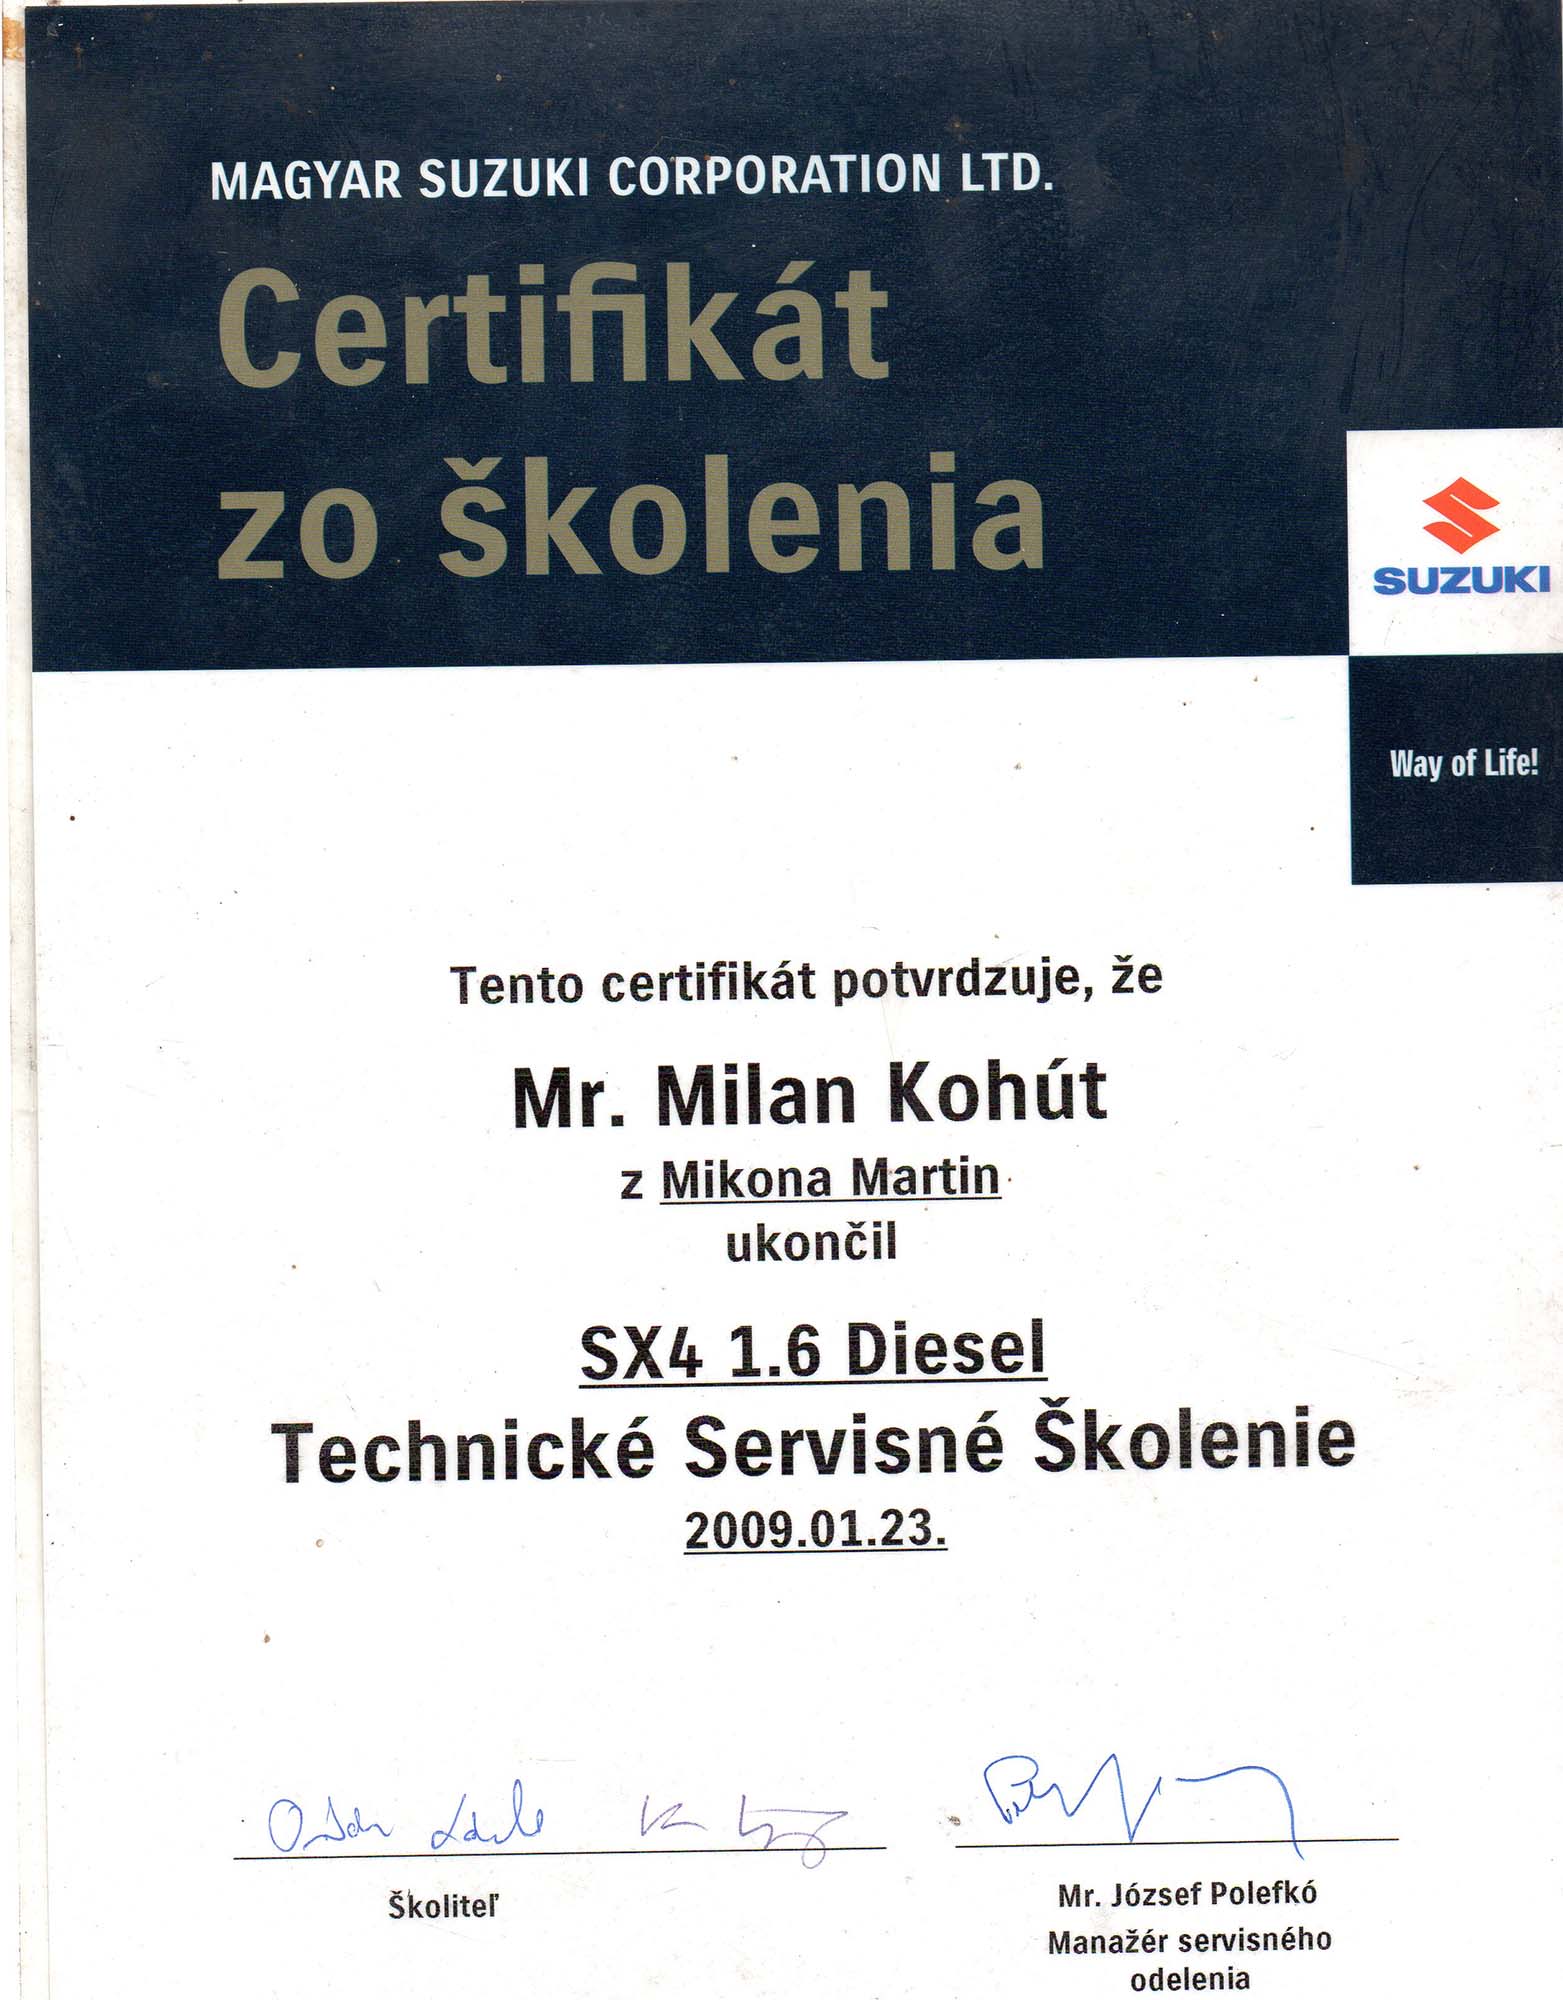 MAGYAR SUZUKI CORPORATION LTD.
Certifikát
zo školenia
SUZUKI
Way of Life!
Tento certifikát potvrdzuje, že
Mr. Milan Kohút
z Mikona Martin
ukončil
SX4 1.6 Diesel
Technické Servisné Školenie
2009.01.23.
Školiteľ
Mr. József Polefkó
Manažér servisného
odelenia